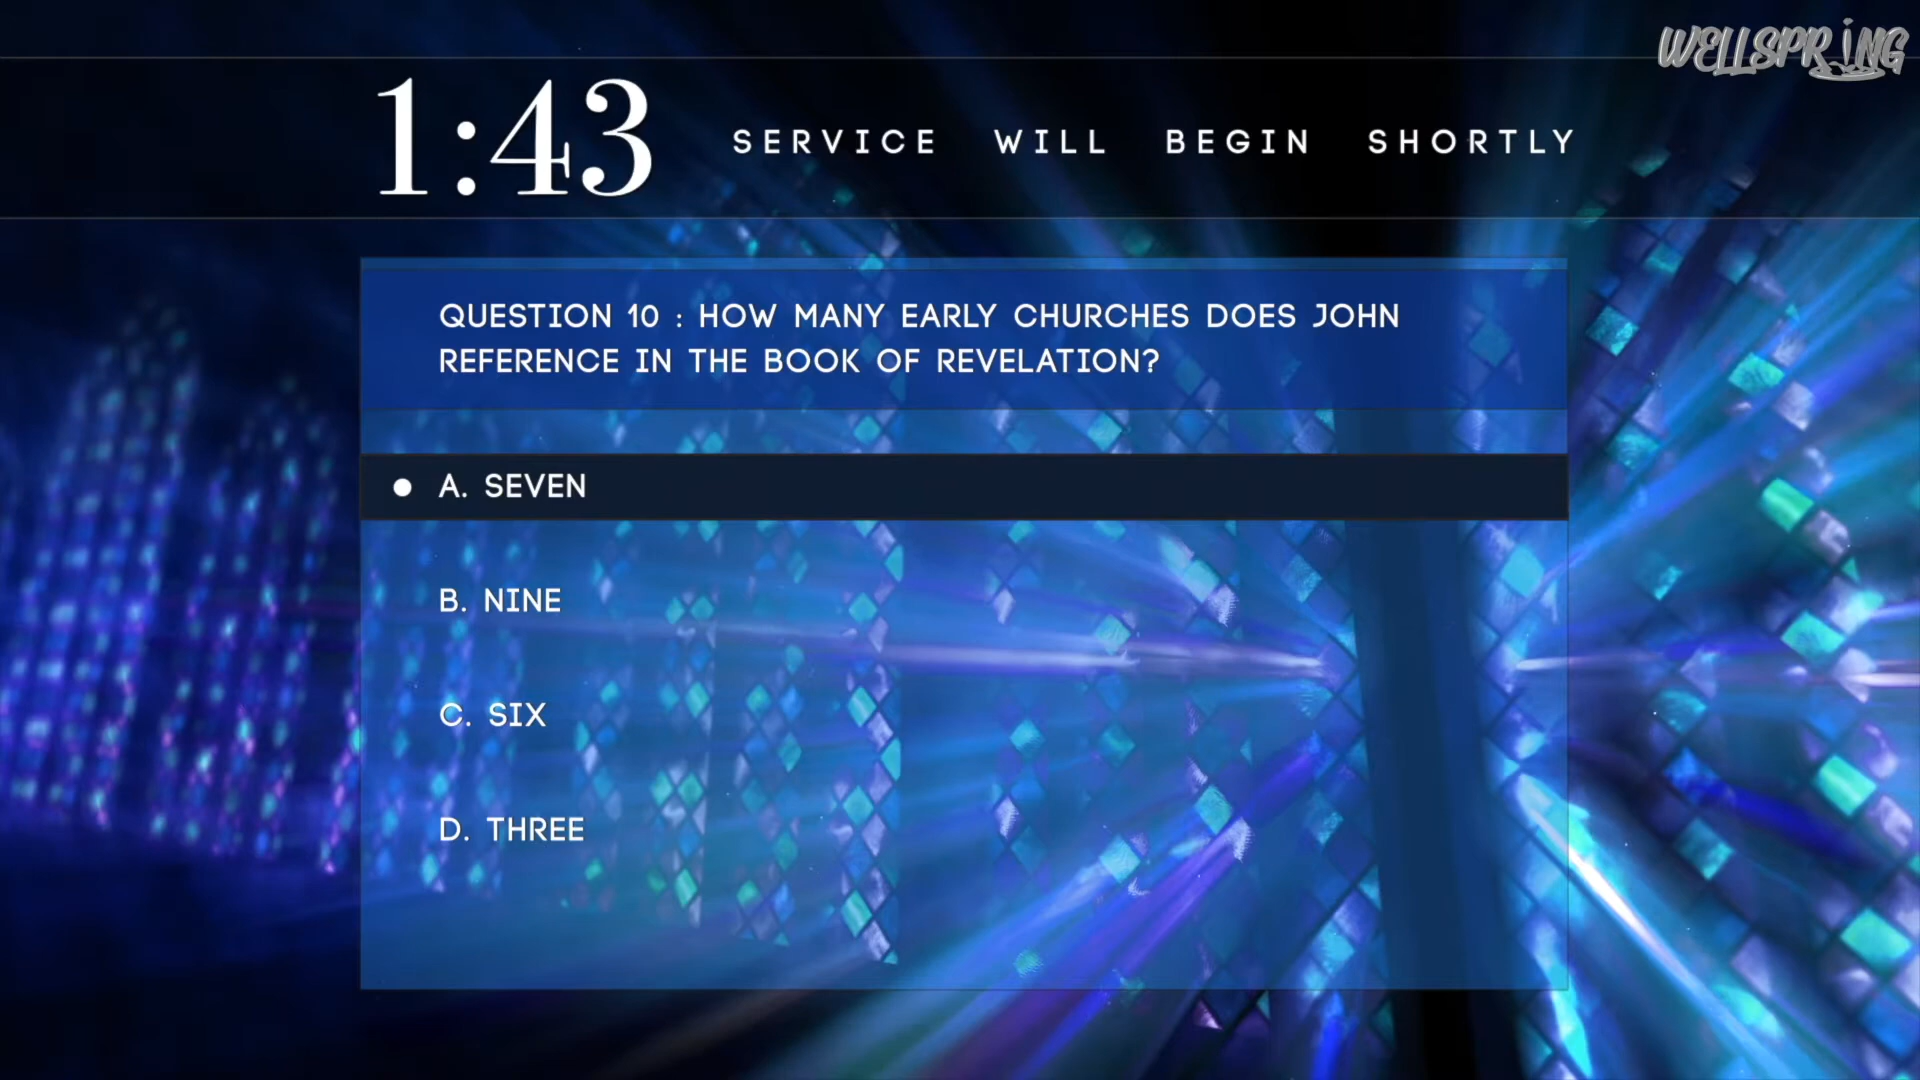 WELLSPRING
1:43 SERVICE WILL BEGIN SHORTLY
QUESTION 10 : HOW MANY EARLY CHURCHES DOES JOHN
REFERENCE IN THE BOOK OF REVELATION?
A. SEVEN
B. NINE
C. SIX
D. THREE